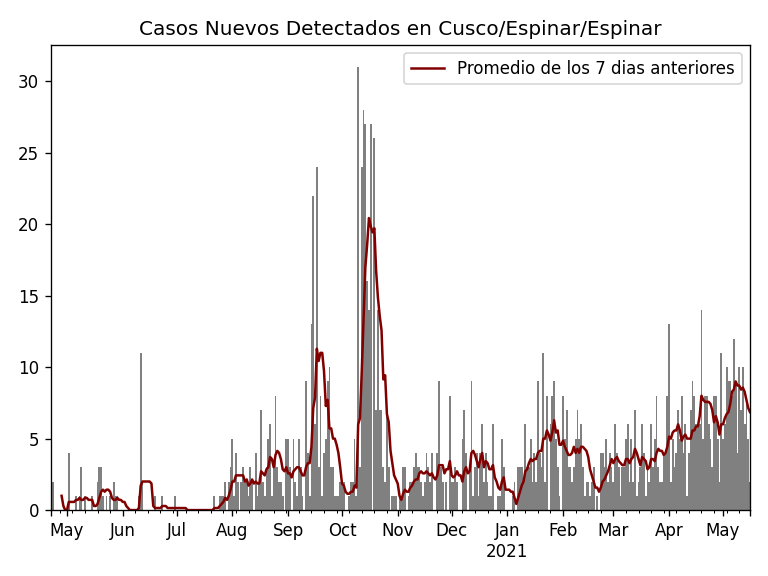 Casos Nuevos Detectados en Cusco/Espinar/Espinar
Promedio de los 7 dias anteriores
30
25
20
15
10
5
0
May Jun Jul Aug Sep Oct Nov Dec Jan Feb Mar Apr May
2021